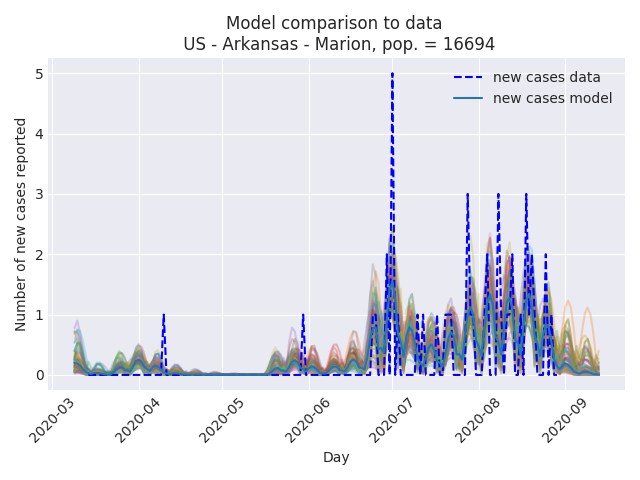 Model comparison to data
US - Arkansas - Marion, pop. = 16694
new cases data
new cases model
Number of new cases reported
5
4
3
2
1
0
2020-03
2020-04
2020-05
2020-06
2020-07
2020-08
2020-09
Day